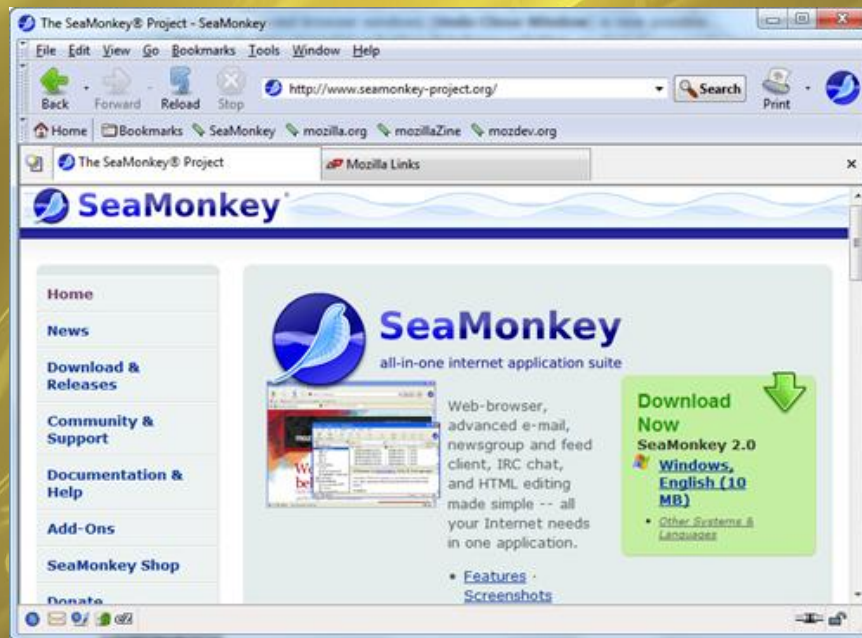 The SeaMonkey® Project - SeaMonkey
File Edit View Go Bookmarks Tools Window Help
http://www.seamonkey-project.org/
Search
Back Forward Reload Stop
Print
Home Bookmarks SeaMonkey mozilla.org mozillaZine mozdev.org
The SeaMonkey® Project
Mozilla Links
SeaMonkey®
Home
News
Download &
Releases
Community &
Support
Documentation &
Help
Add-Ons
SeaMonkey Shop
Donate
SeaMonkey
all-in-one internet application suite
Web-browser,
advanced e-mail,
newsgroup and feed
client, IRC chat,
and HTML editing
made simple -- all
your Internet needs
in one application.
Features ·
Screenshots
Download
Now
SeaMonkey 2.0
Windows,
English (10
MB)
Other Systems &
Languages